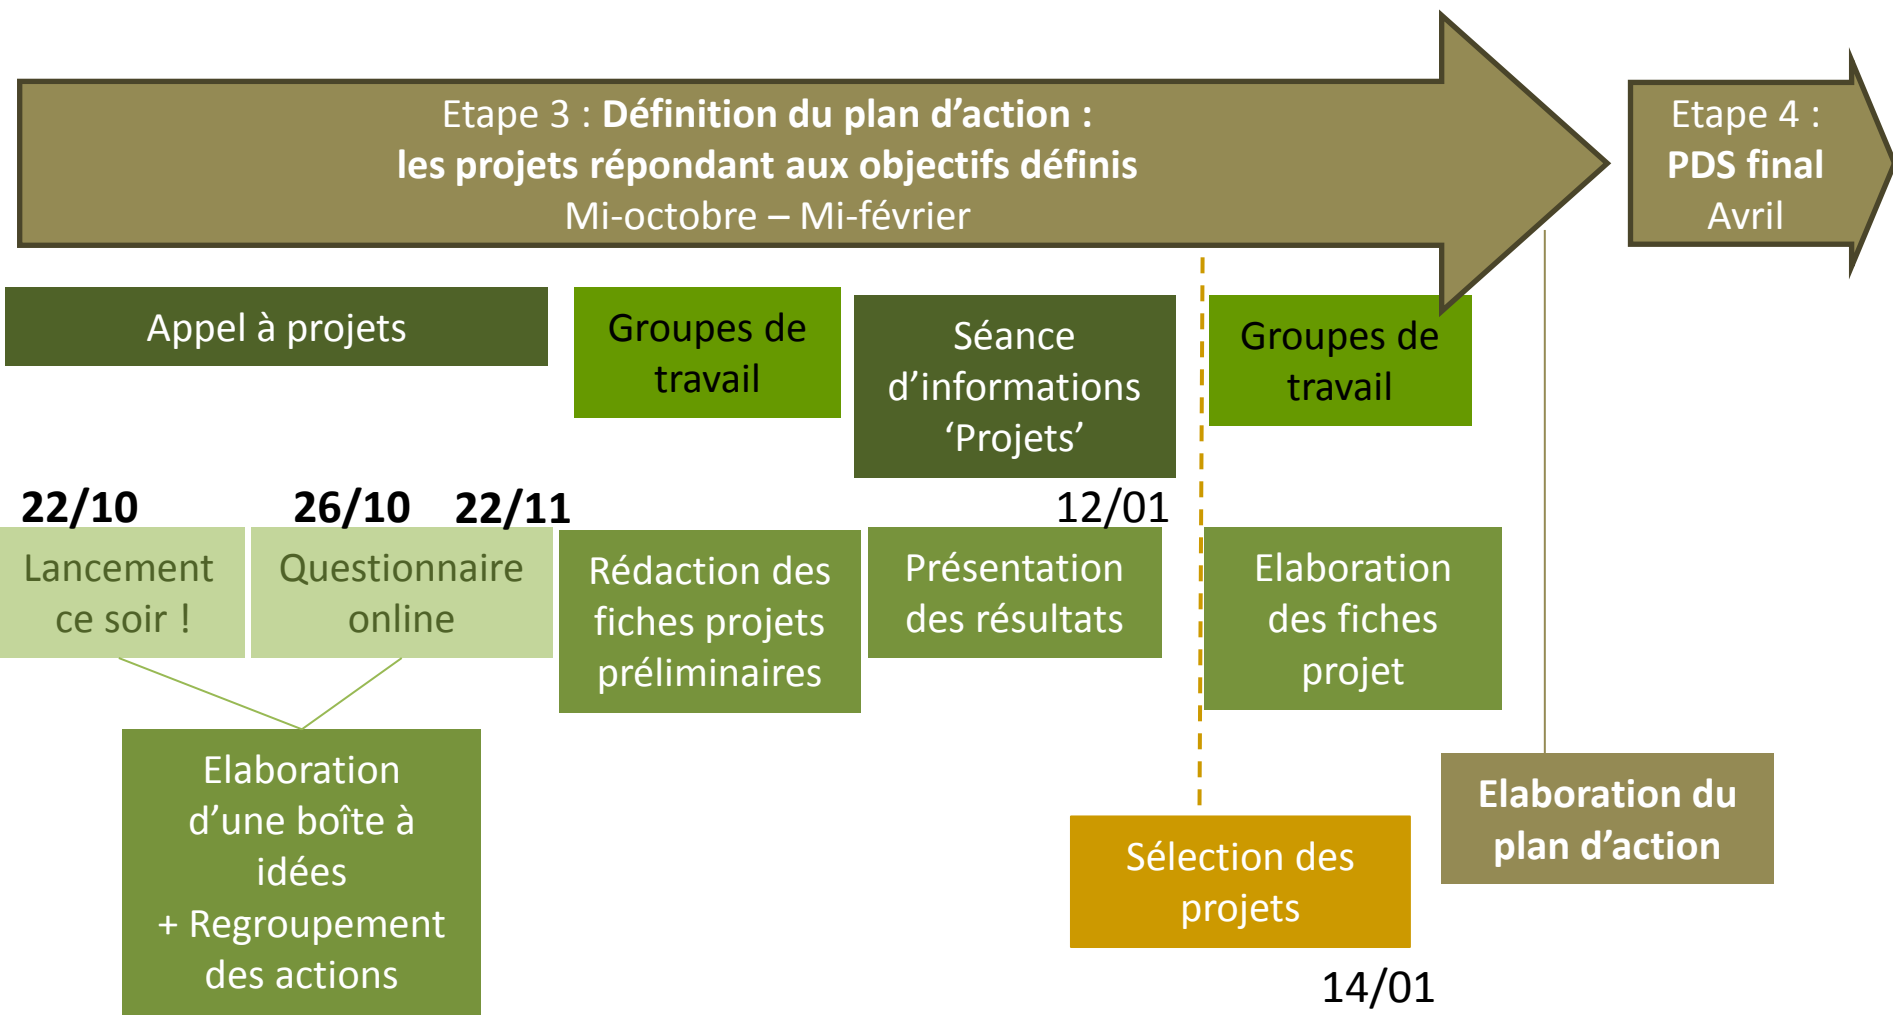 Etape 3 : Définition du plan d’action :
les projets répondant aux objectifs définis
Mi-octobre – Mi-février
Etape 4 :
PDS final
Avril
Appel à projets
Groupes de
travail
Séance
d’informations
‘Projets’
Groupes de
travail
22/10
26/10
22/11
12/01
Lancement
ce soir !
Questionnaire
online
Rédaction des
fiches projets
préliminaires
Présentation
des résultats
Elaboration
des fiches
projet
Elaboration
d’une boîte à
idées
+ Regroupement
des actions
Sélection des
projets
14/01
Elaboration du
plan d’action